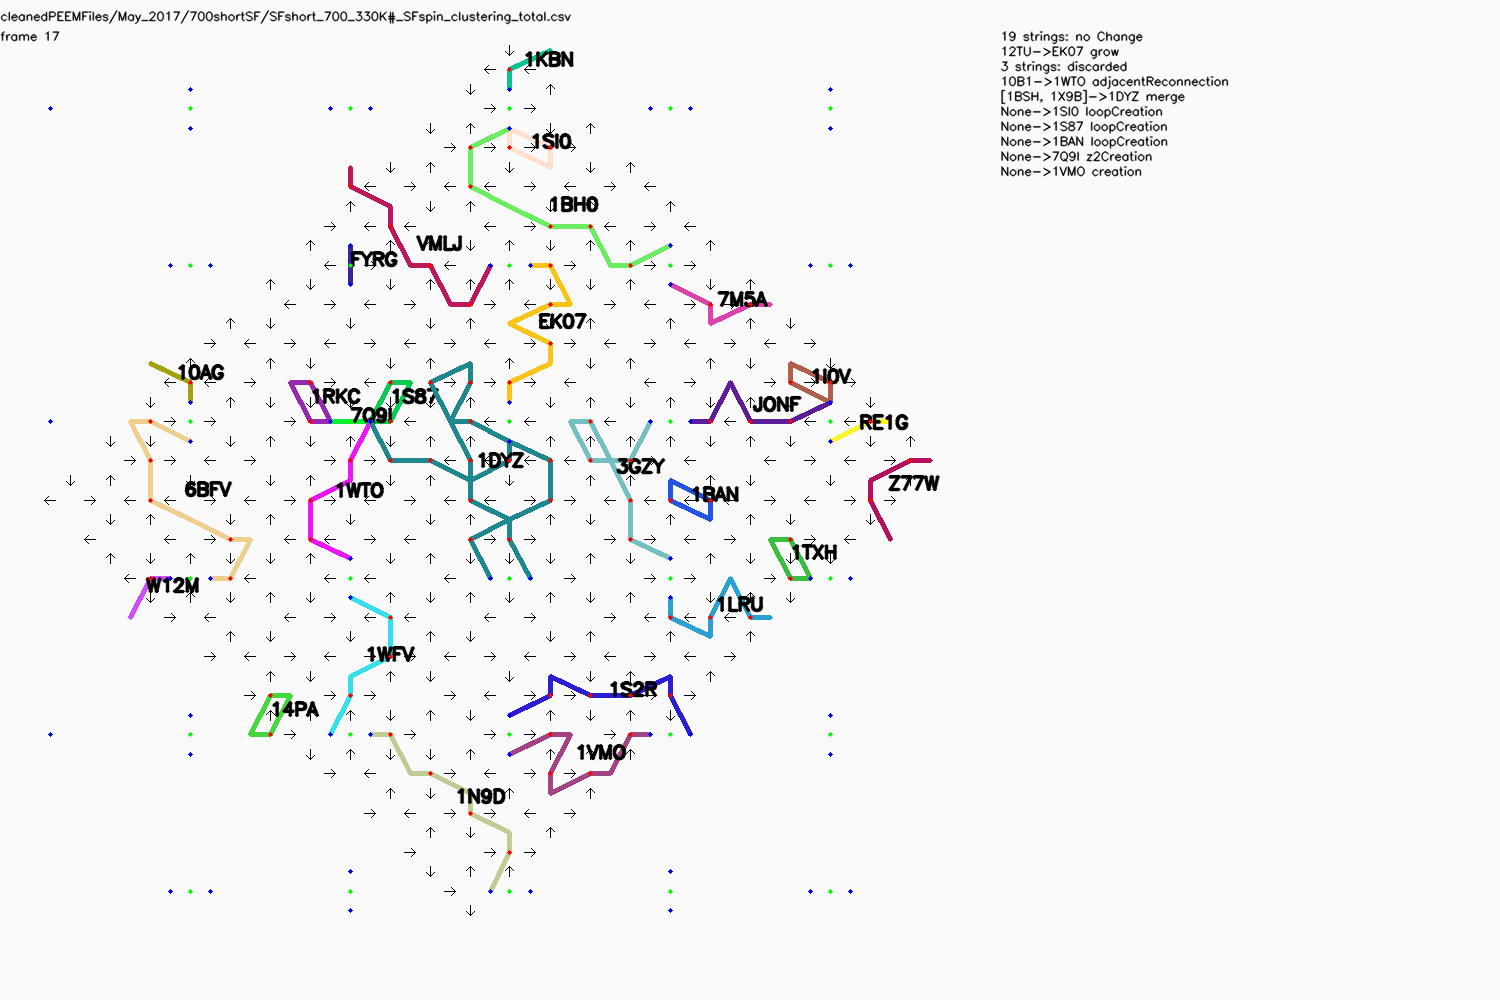 cleanedPEEMFiles/May_2017/700shortSF/SFshort_700_330K#_SFspin_clustering_total.csv
frame 17
19 strings: no Change
12TU->EK07 grow
3 strings: discarded
10B1->1WTO adjacentReconnection
[1BSH, 1X9B]->1DYZ merge
None->1SI0 loopCreation
None->1S87 loopCreation
None->1BAN loopCreation
None->7Q9I z2Creation
None->1VMO creation
1KBN
1SI0
1BH0
VMLJ
FYRG
7M5A
EK07
10AG
1I0V
1RKC
1S87
JONF
7Q9I
RE1G
1DYZ
3GZY
Z77W
6BFV
1WTO
1BAN
1TXH
W12M
1LRU
1WFV
1S2R
14PA
1VMO
1N9D